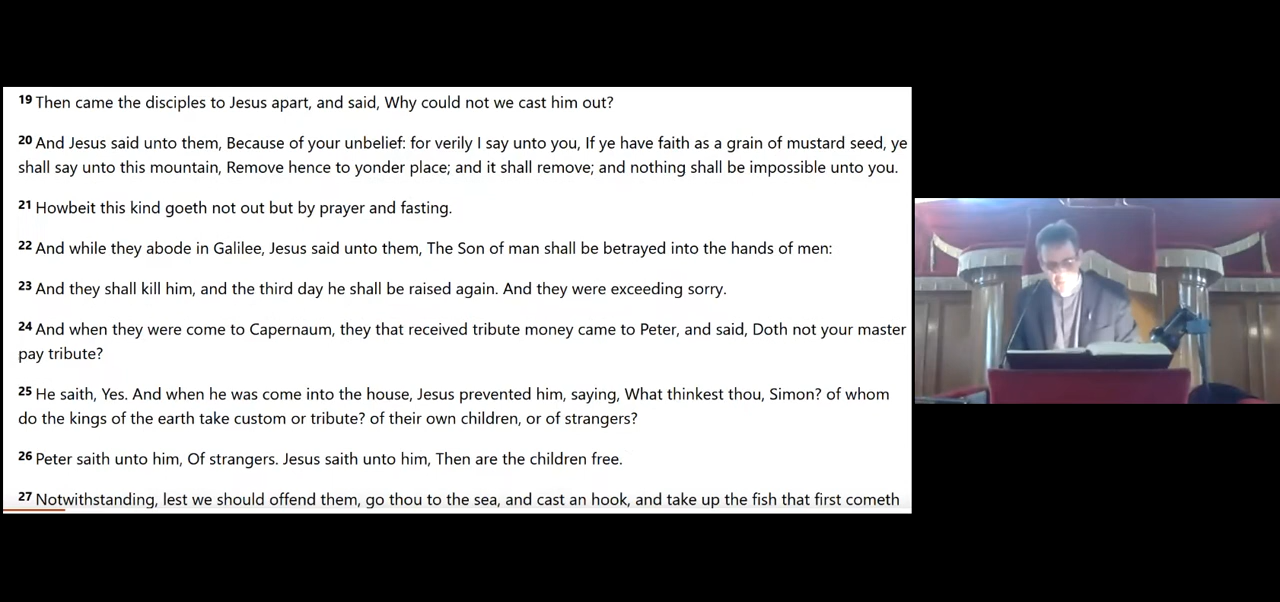 19 Then came the disciples to Jesus apart, and said, Why could not we cast him out?
20 And Jesus said unto them, Because of your unbelief: for verily I say unto you, If ye have faith as a grain of mustard seed, ye
shall say unto this mountain, Remove hence to yonder place; and it shall remove; and nothing shall be impossible unto you.
21 Howbeit this kind goeth not out but by prayer and fasting.
22 And while they abode in Galilee, Jesus said unto them, The Son of man shall be betrayed into the hands of men:
23 And they shall kill him, and the third day he shall be raised again. And they were exceeding sorry.
24 And when they were come to Capernaum, they that received tribute money came to Peter, and said, Doth not your master
pay tribute?
25 He saith, Yes. And when he was come into the house, Jesus prevented him, saying, What thinkest thou, Simon? of whom
do the kings of the earth take custom or tribute? of their own children, or of strangers?
26 Peter saith unto him, Of strangers. Jesus saith unto him, Then are the children free.
27 Notwithstanding, lest we should offend them, go thou to the sea, and cast an hook, and take up the fish that first cometh